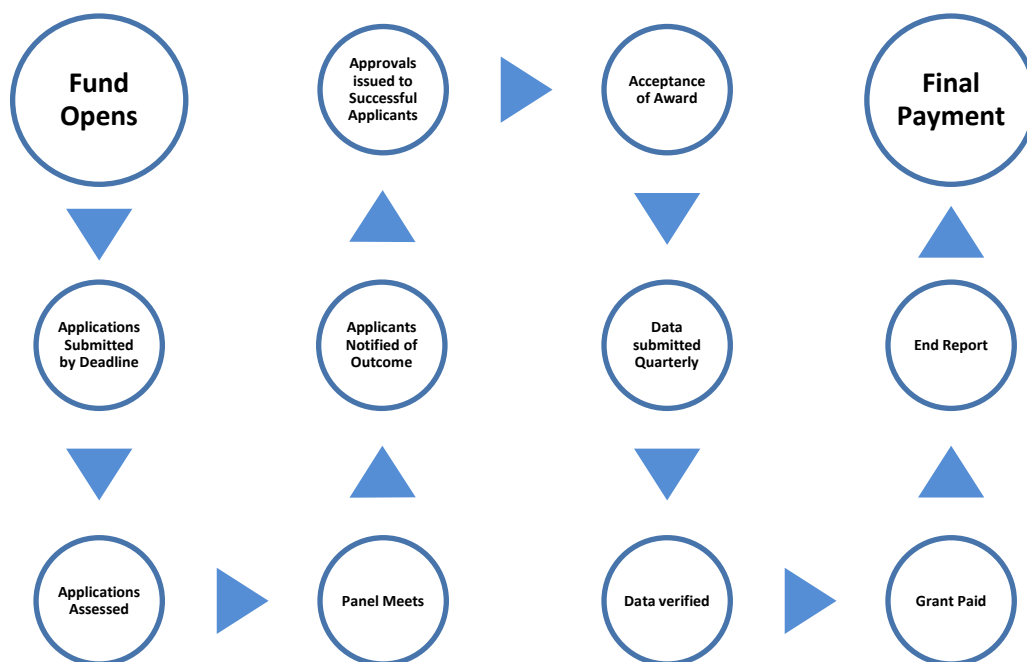 Fund
Opens
Applications
Submitted
by Deadline
Applications
Assessed
Panel Meets
Applicants
Notified of
Outcome
Approvals
issued to
Successful
Applicants
Acceptance
of Award
Data
submitted
Quarterly
Data verified
Grant Paid
End Report
Final
Payment